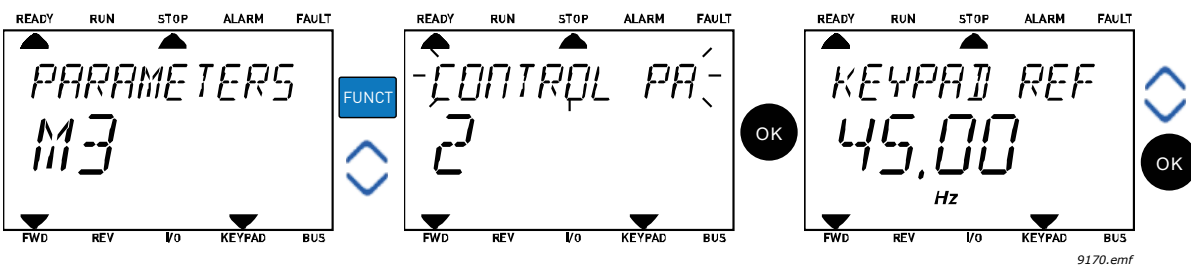 READY RUN STOP ALARM FAULT
PARAMETERS
M3
FWD REV I/O KEYPAD BUS
FUNCT
READY RUN STOP ALARM FAULT
CONTROL PA
2
FWD REV I/O KEYPAD BUS
OK
READY RUN STOP ALARM FAULT
KEYPAD REF
45.00
Hz
FWD REV I/O KEYPAD BUS
OK
9170.emf